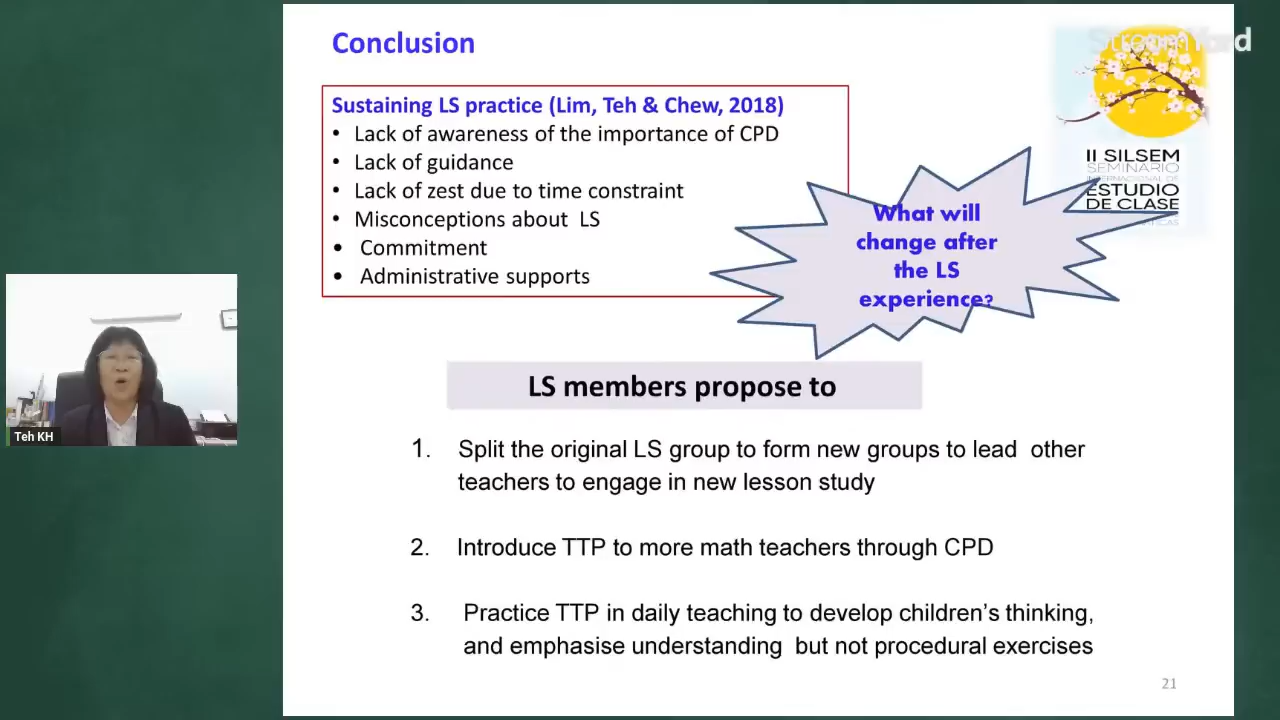 Conclusion
StreamYard
Sustaining LS practice (Lim, Teh & Chew, 2018)
• Lack of awareness of the importance of CPD
• Lack of guidance
• Lack of zest due to time constraint
• Misconceptions about LS
• Commitment
• Administrative supports
II SILSEM
SEMINARIO
INTERNACIONAL DE
ESTUDIO
DE CLASE
What will
change after
the LS
experience?
Teh KH
LS members propose to
1. Split the original LS group to form new groups to lead other
teachers to engage in new lesson study
2. Introduce TTP to more math teachers through CPD
3. Practice TTP in daily teaching to develop children’s thinking,
and emphasise understanding but not procedural exercises
21